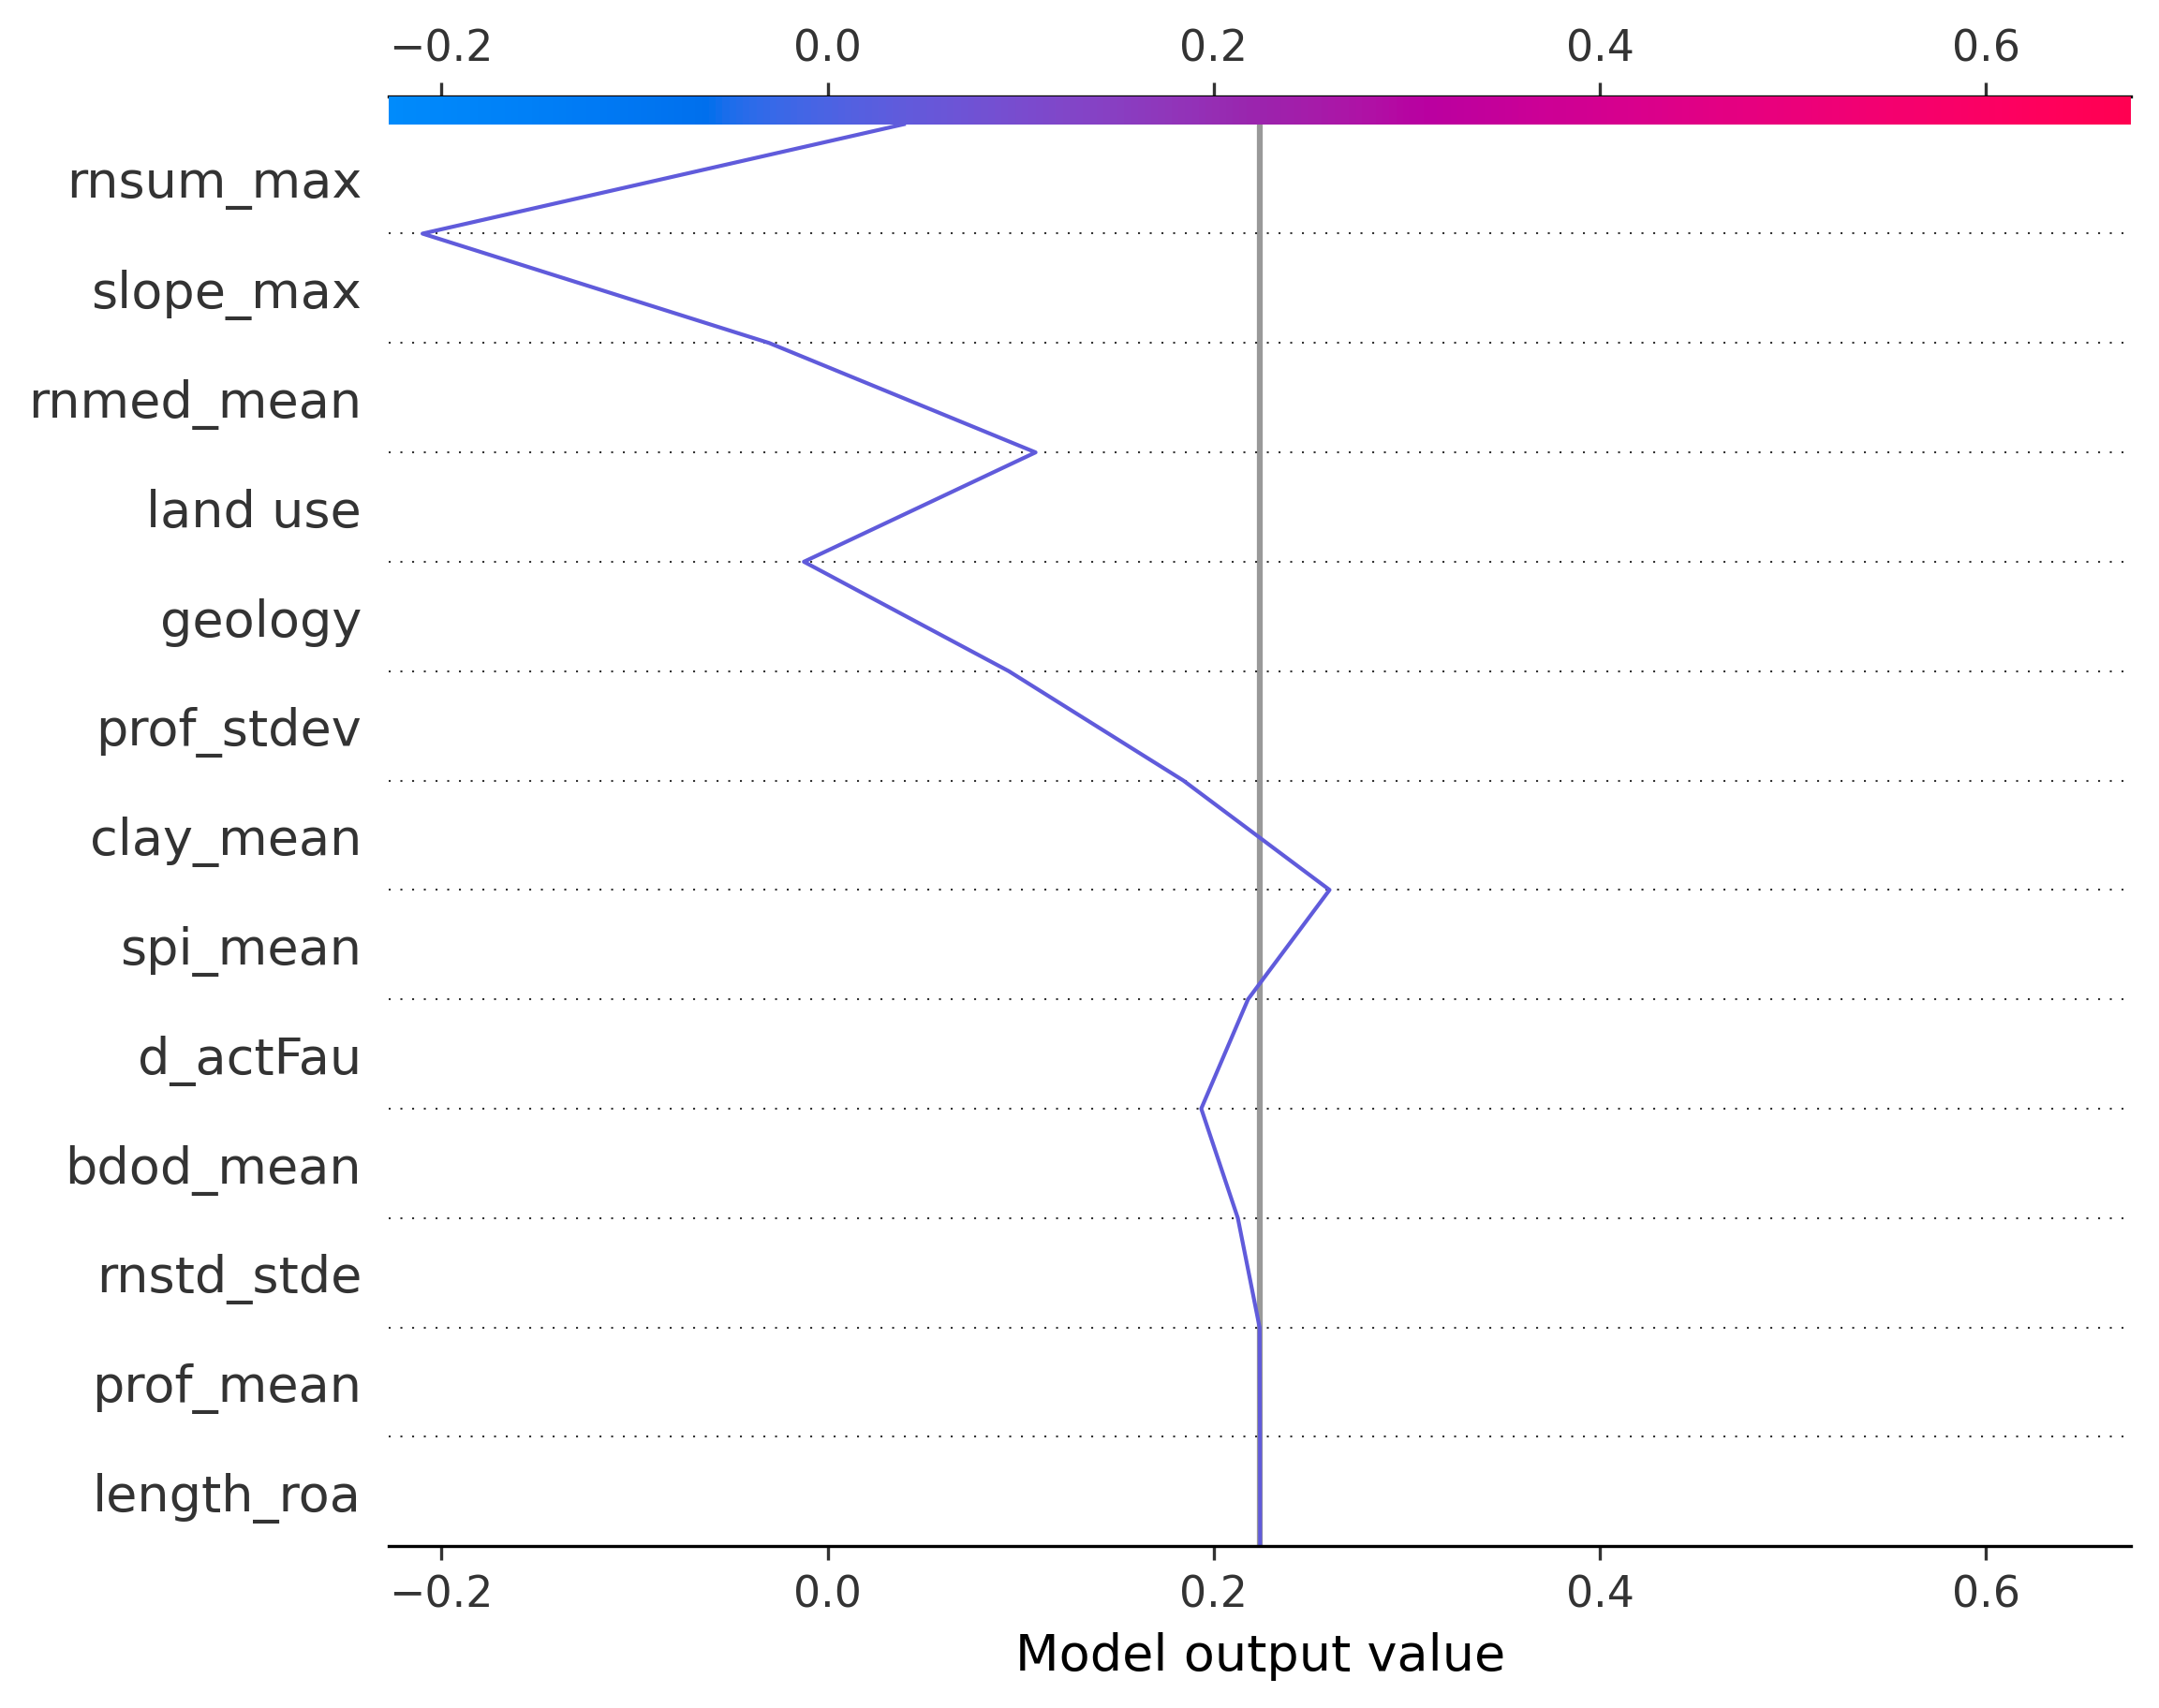 −0.2 0.0 0.2 0.4 0.6
rnsum_max
slope_max
rnmed_mean
land use
geology
prof_stdev
clay_mean
spi_mean
d_actFau
bdod_mean
rnstd_stde
prof_mean
length_roa
−0.2 0.0 0.2 0.4 0.6
Model output value